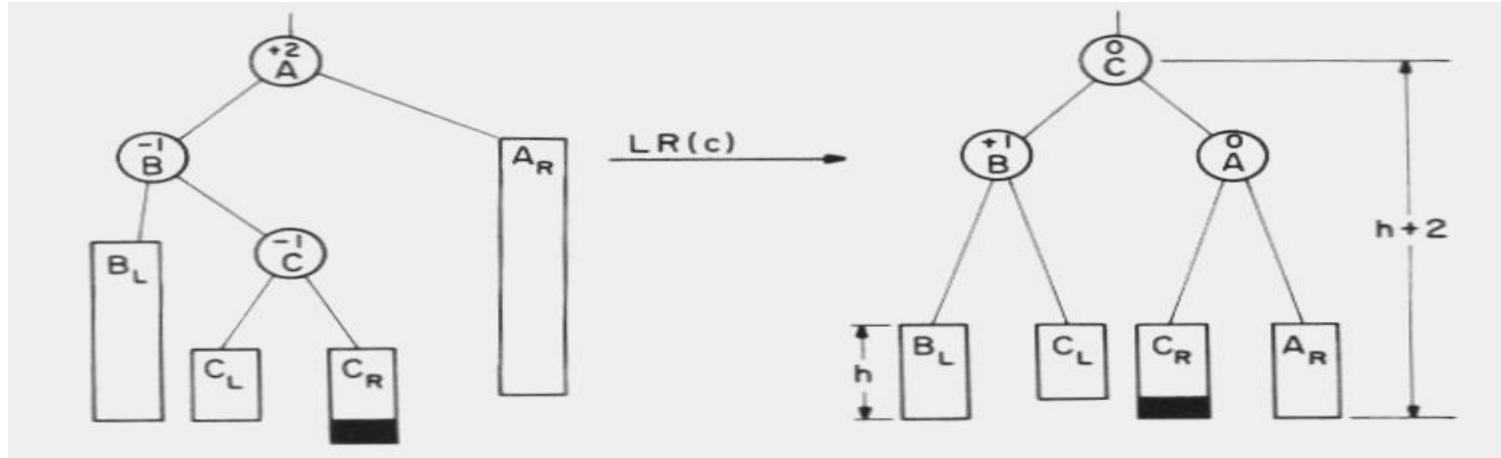 +2
A
0
C
-1
B
A_R
LR(c)
+1
B
0
A
h+2
B_L
-1
C
C_L
C_R
h
B_L
C_L
C_R
A_R